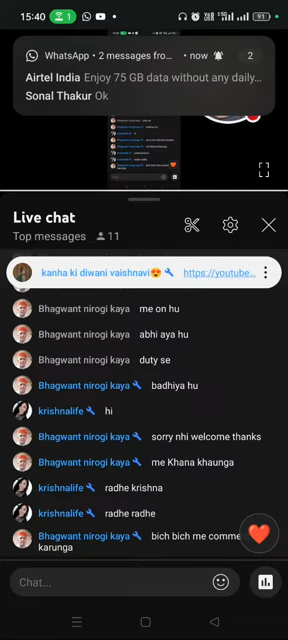 15:40
1
91
WhatsApp • 2 messages fro... • now
2
Airtel India Enjoy 75 GB data without any daily...
Sonal Thakur Ok
Live chat
Top messages 11
kanha ki diwani vaishnavi😍 https://youtube...
Bhagwant nirogi kaya me on hu
Bhagwant nirogi kaya abhi aya hu
Bhagwant nirogi kaya duty se
Bhagwant nirogi kaya badhiya hu
krishnalife hi
Bhagwant nirogi kaya sorry nhi welcome thanks
Bhagwant nirogi kaya me Khana khaunga
krishnalife radhe krishna
krishnalife radhe radhe
Bhagwant nirogi kaya bich bich me comme
karunga
Chat...